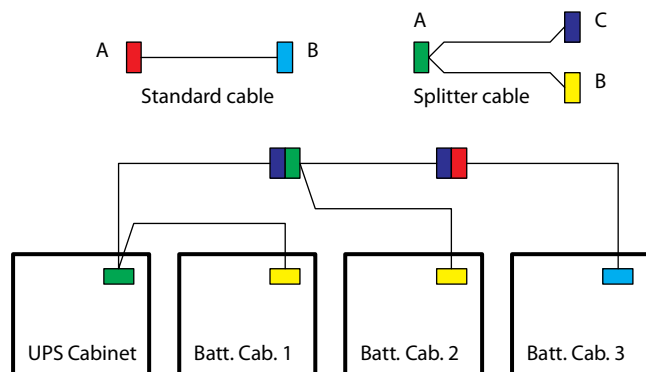 A
B
Standard cable
A
C
B
Splitter cable
UPS Cabinet
Batt. Cab. 1
Batt. Cab. 2
Batt. Cab. 3